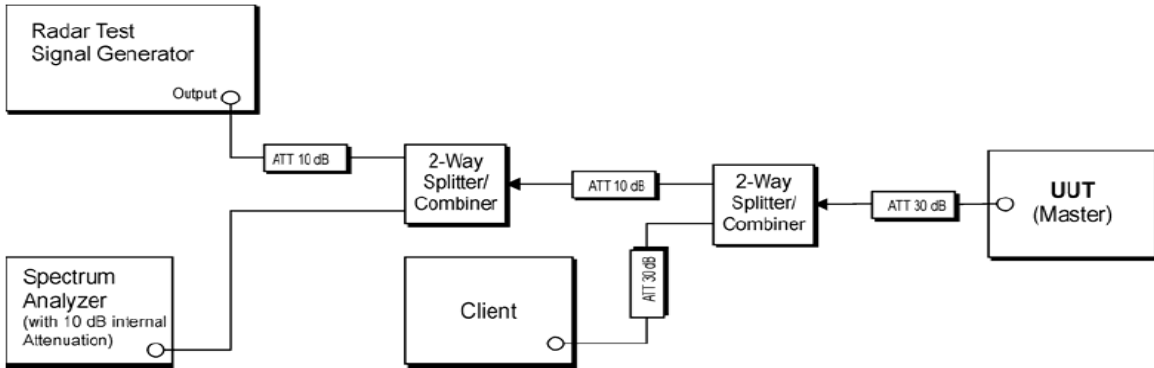 Radar Test
Signal Generator
Output
ATT 10 dB
2-Way
Splitter/
Combiner
ATT 10 dB
2-Way
Splitter/
Combiner
ATT 30 dB
UUT
(Master)
Spectrum
Analyzer
(with 10 dB internal
Attenuation)
Client
ATT 30 dB